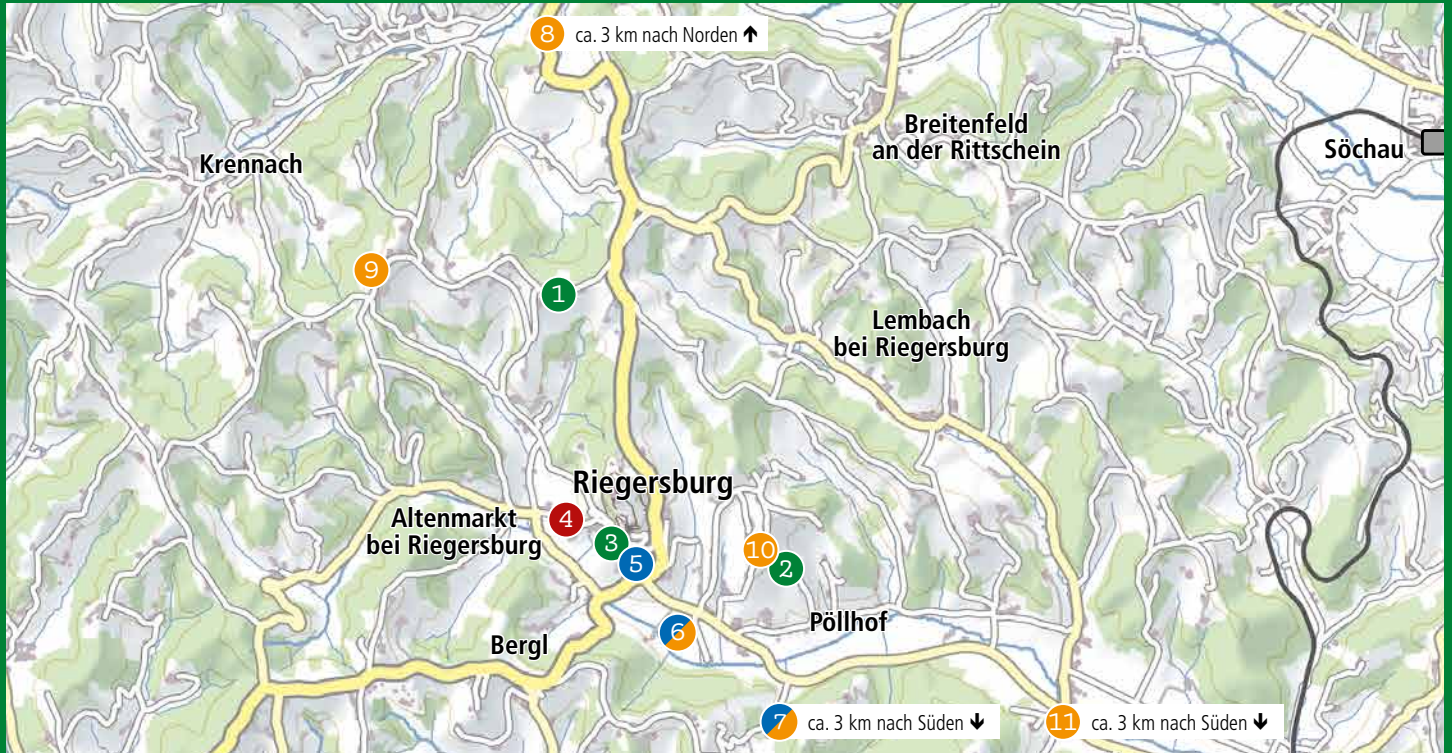 8 ca. 3 km nach Norden ↑
Breitenfeld
an der Rittschein
Söchau
Krennach
9
1
Lembach
bei Riegersburg
Riegersburg
4
Altenmarkt
bei Riegersburg
3
10
5
2
Pöllhof
6
Bergl
7 ca. 3 km nach Süden ↓
11 ca. 3 km nach Süden ↓